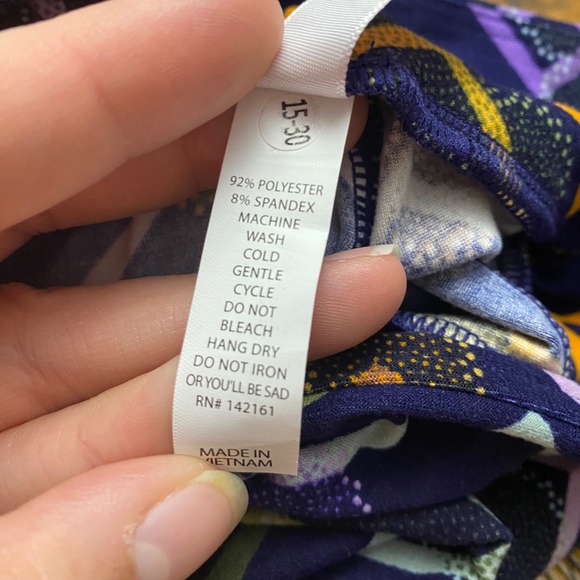 15-30
92% POLYESTER
8% SPANDEX
MACHINE
WASH
COLD
GENTLE
CYCLE
DO NOT
BLEACH
HANG DRY
DO NOT IRON
OR YOU'LL BE SAD
RN# 142161
MADE IN
VIETNAM